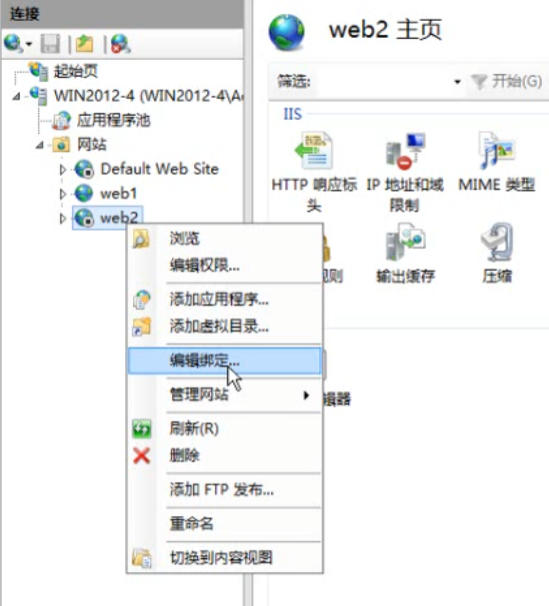 连接
起始页
WIN2012-4 (WIN2012-4\A
应用程序池
网站
Default Web Site
web1
web2
浏览
编辑权限...
添加应用程序...
添加虚拟目录...
编辑绑定...
管理网站
刷新(R)
删除
添加 FTP 发布...
重命名
切换到内容视图
web2 主页
筛选:
开始(G)
IIS
HTTP 响应标
头
IP 地址和域
限制
MIME 类型
规则
输出缓存
压缩
辑器